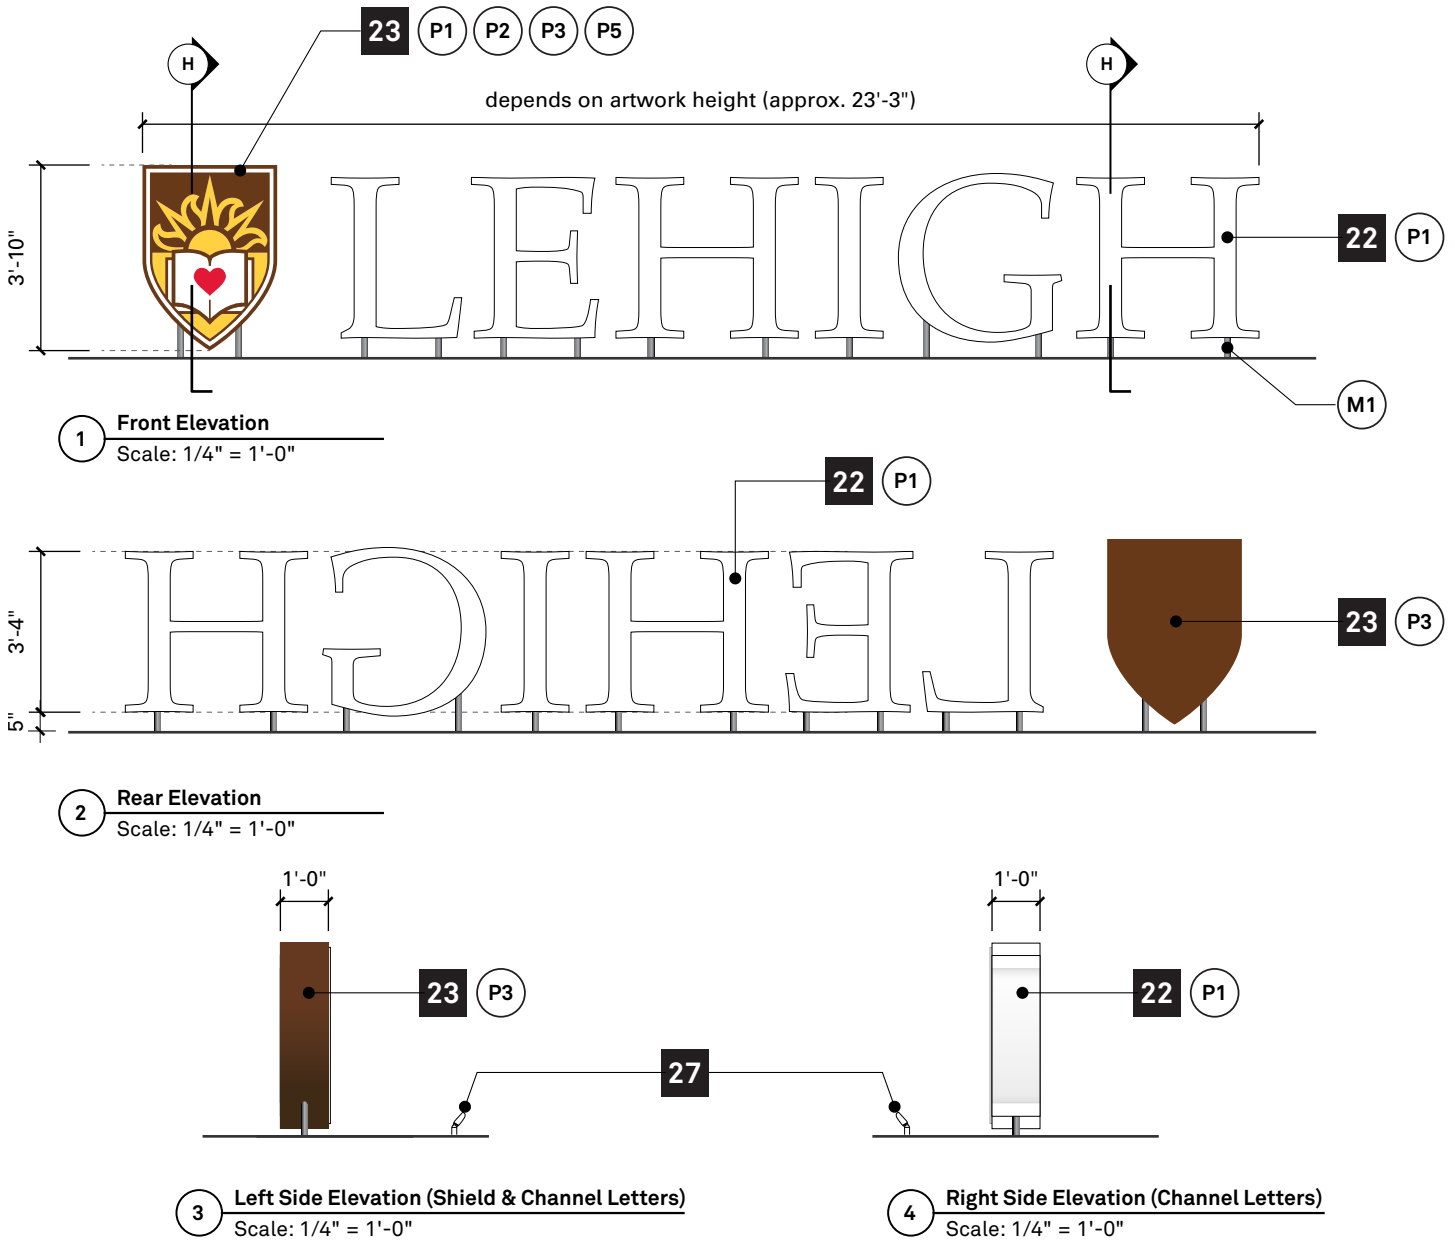 23 P1 P2 P3 P5
H
H
depends on artwork height (approx. 23'-3")
3'-10"
LEHIGH
22 P1
M1
1 Front Elevation
Scale: 1/4" = 1'-0"
22 P1
3'-4"
5"
LEHIGH
23 P3
2 Rear Elevation
Scale: 1/4" = 1'-0"
1'-0"
1'-0"
23 P3
22 P1
27
3 Left Side Elevation (Shield & Channel Letters)
Scale: 1/4" = 1'-0"
4 Right Side Elevation (Channel Letters)
Scale: 1/4" = 1'-0"